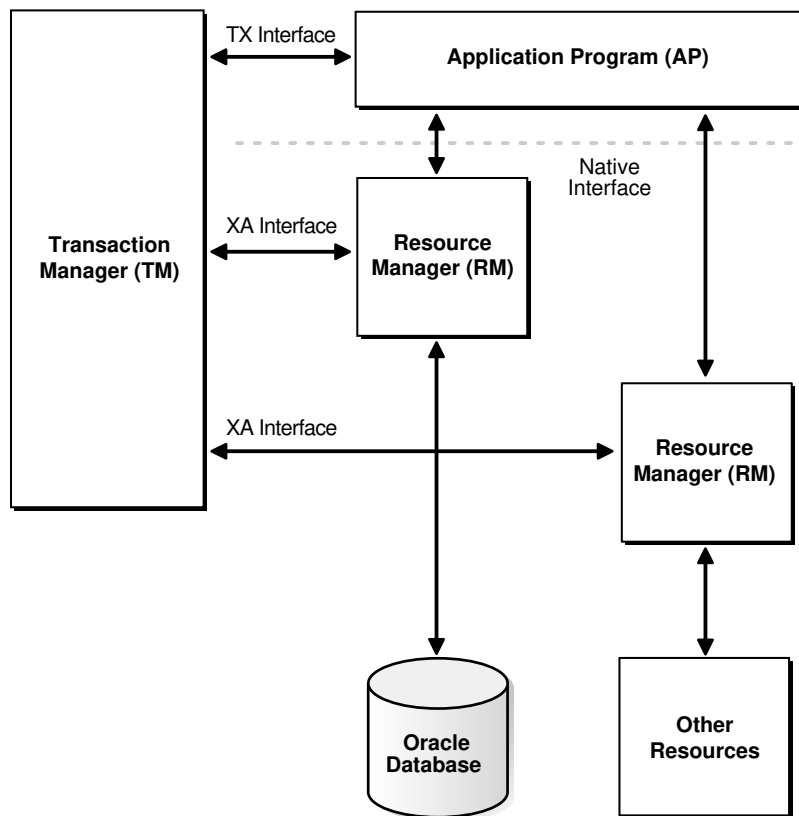 TX Interface
Application Program (AP)
Native
Interface
XA Interface
Transaction
Manager (TM)
Resource
Manager (RM)
XA Interface
Resource
Manager (RM)
Oracle
Database
Other
Resources